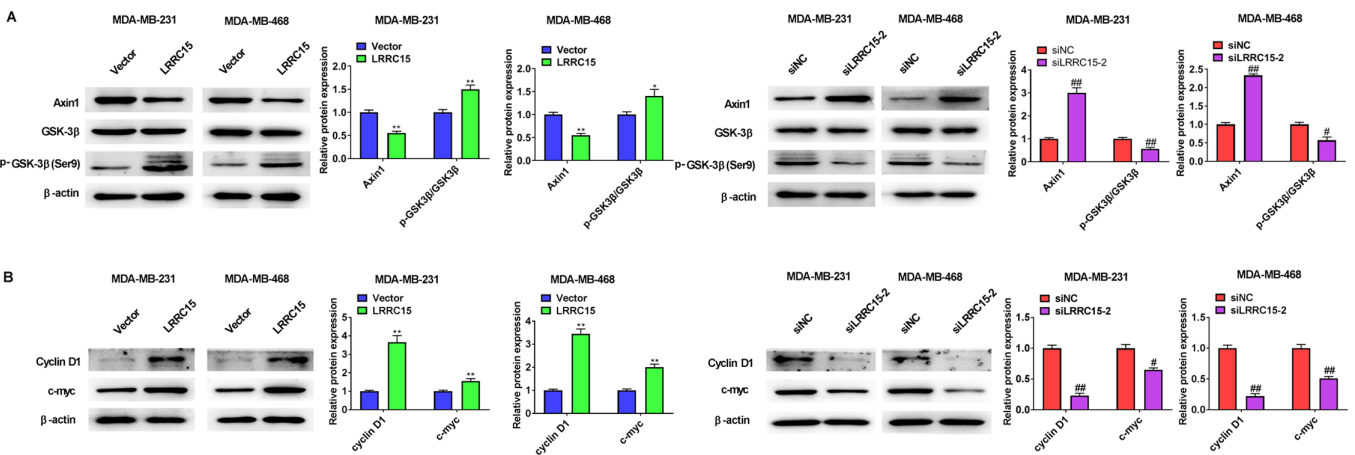 A
MDA-MB-231
MDA-MB-468
Vector
LRRC15
Vector
LRRC15
Axin1
GSK-3β
p-GSK-3β (Ser9)
β-actin
MDA-MB-231
Vector
LRRC15
Relative protein expression
2.0
1.5
1.0
0.5
0.0
**
**
Axin1
p-GSK3β/GSK3β
MDA-MB-468
Vector
LRRC15
Relative protein expression
2.0
1.5
1.0
0.5
0.0
**
*
Axin1
p-GSK3β/GSK3β
MDA-MB-231
MDA-MB-468
siNC
siLRRC15-2
siNC
siLRRC15-2
Axin1
GSK-3β
p-GSK-3β (Ser9)
β-actin
MDA-MB-231
siNC
siLRRC15-2
Relative protein expression
4
3
2
1
0
##
##
Axin1
p-GSK3β/GSK3β
MDA-MB-468
siNC
siLRRC15-2
Relative protein expression
2.5
2.0
1.5
1.0
0.5
0.0
##
#
Axin1
p-GSK3β/GSK3β
B
MDA-MB-231
MDA-MB-468
Vector
LRRC15
Vector
LRRC15
Cyclin D1
c-myc
β-actin
MDA-MB-231
Vector
LRRC15
Relative protein expression
5
4
3
2
1
0
**
**
cyclin D1
c-myc
MDA-MB-468
Vector
LRRC15
Relative protein expression
4
3
2
1
0
**
**
cyclin D1
c-myc
MDA-MB-231
MDA-MB-468
siNC
siLRRC15-2
siNC
siLRRC15-2
Cyclin D1
c-myc
β-actin
MDA-MB-231
siNC
siLRRC15-2
Relative protein expression
1.5
1.0
0.5
0.0
##
#
cyclin D1
c-myc
MDA-MB-468
siNC
siLRRC15-2
Relative protein expression
1.5
1.0
0.5
0.0
##
##
cyclin D1
c-myc